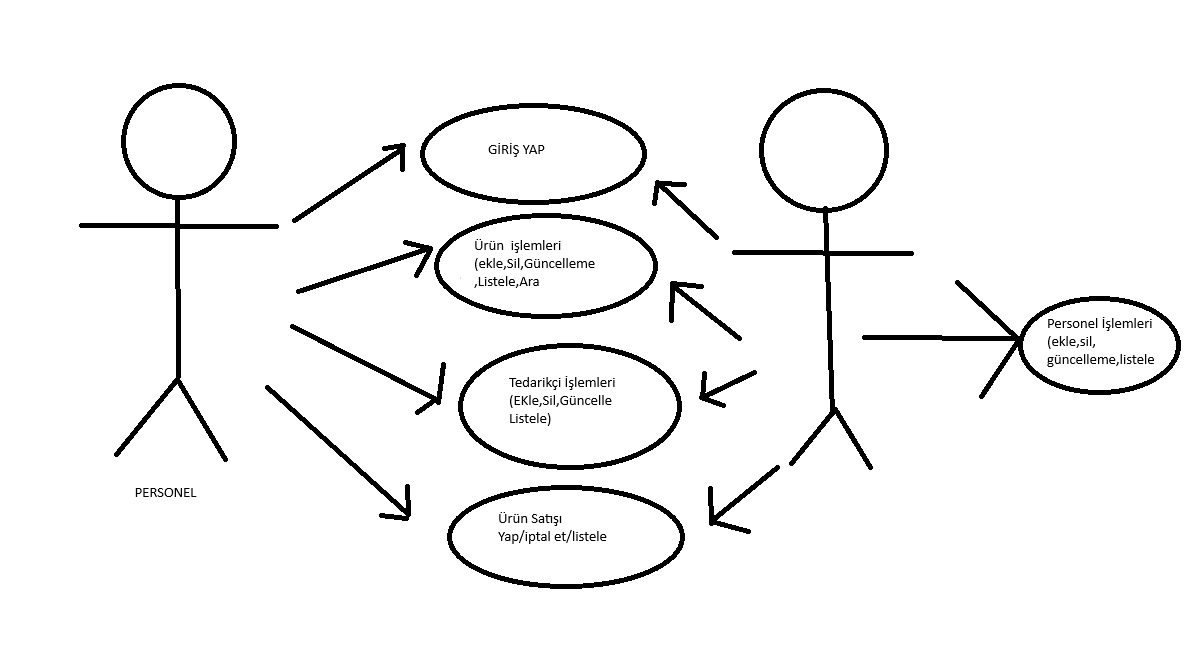 GİRİŞ YAP
Ürün işlemleri
(ekle,Sil,Güncelleme
,Listele,Ara
Personel İşlemleri
(ekle,sil,
güncelleme,listele
Tedarikçi İşlemleri
(EKle,Sil,Güncelle
Listele)
PERSONEL
Ürün Satışı
Yap/iptal et/listele